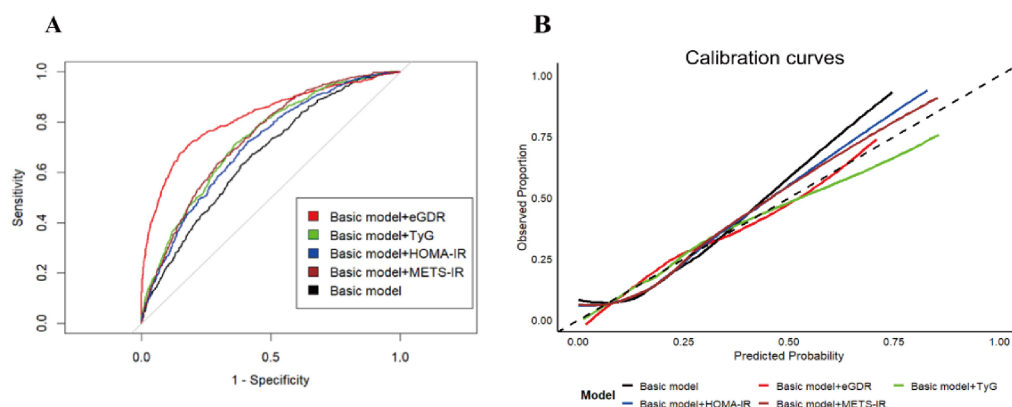 A
1.0
0.8
0.6
0.4
0.2
0.0
Sensitivity
Basic model+eGDR
Basic model+TyG
Basic model+HOMA-IR
Basic model+METS-IR
Basic model
0.0 0.5 1.0
1 - Specificity
B
Calibration curves
1.00
0.75
0.50
0.25
0.00
Observed Proportion
0.00 0.25 0.50 0.75 1.00
Predicted Probability
Model
Basic model Basic model+eGDR Basic model+TyG
Basic model+HOMA-IR Basic model+METS-IR